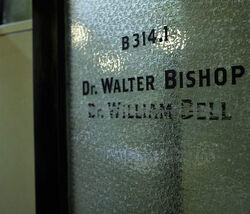 B314.1
Dr. WALTER BISHOP
Dr. WILLIAM BELL